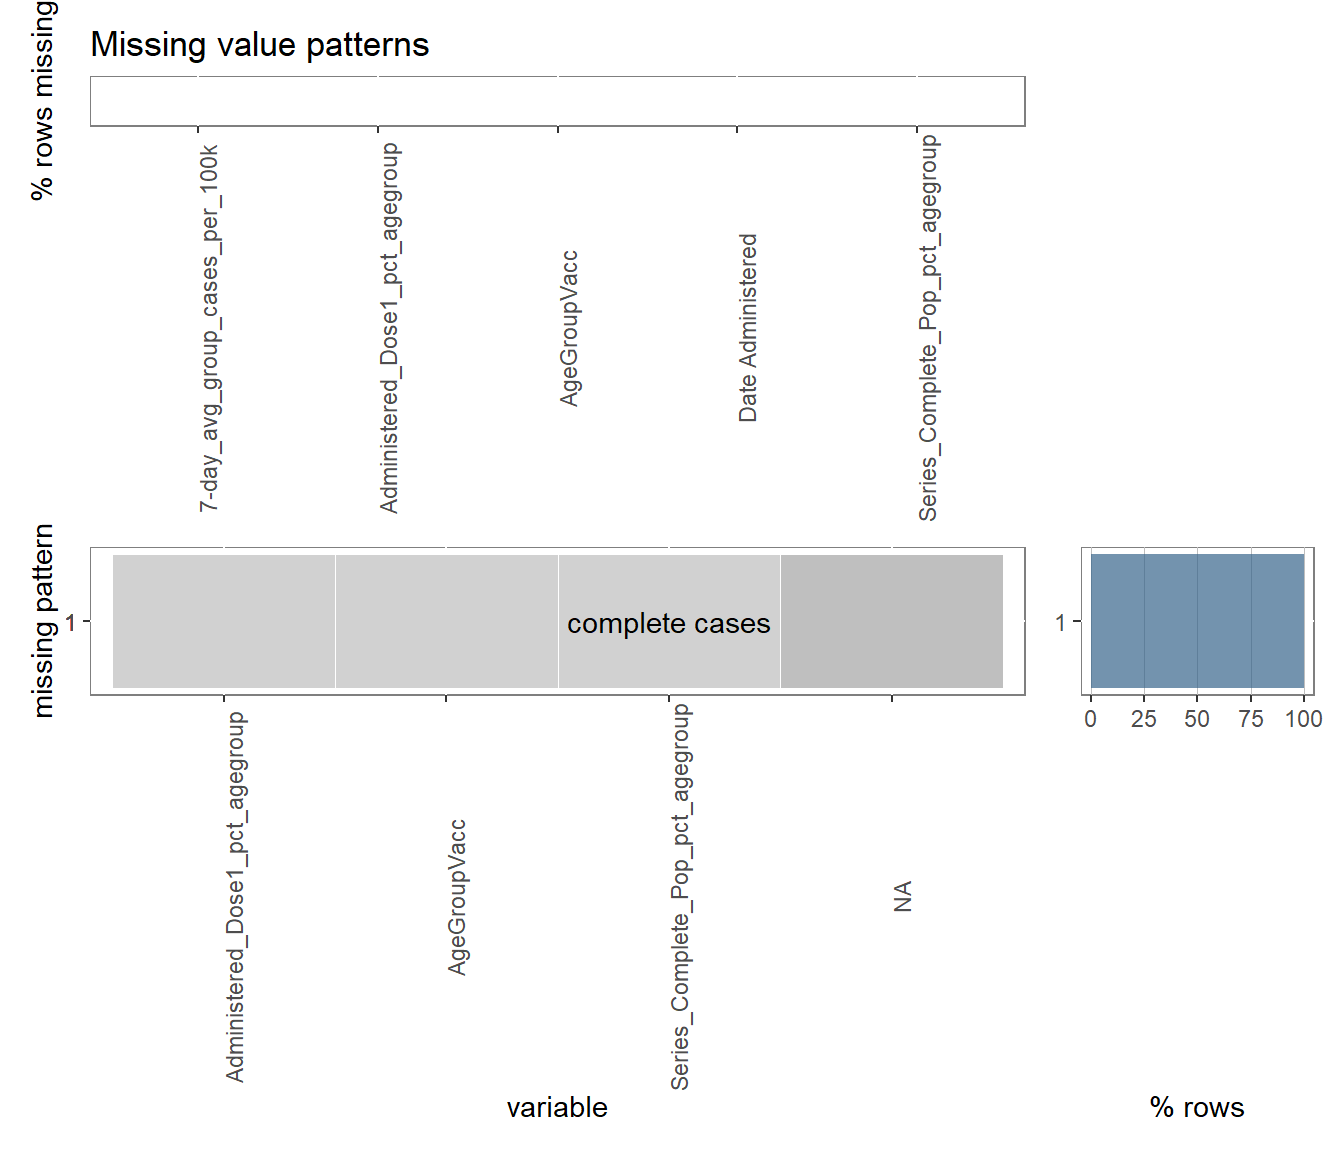 Missing value patterns
% rows missing
7-day_avg_group_cases_per_100k
Administered_Dose1_pct_agegroup
AgeGroupVacc
Date Administered
Series_Complete_Pop_pct_agegroup
missing pattern
1
complete cases
1
0 25 50 75 100
Administered_Dose1_pct_agegroup
AgeGroupVacc
Series_Complete_Pop_pct_agegroup
NA
variable
% rows